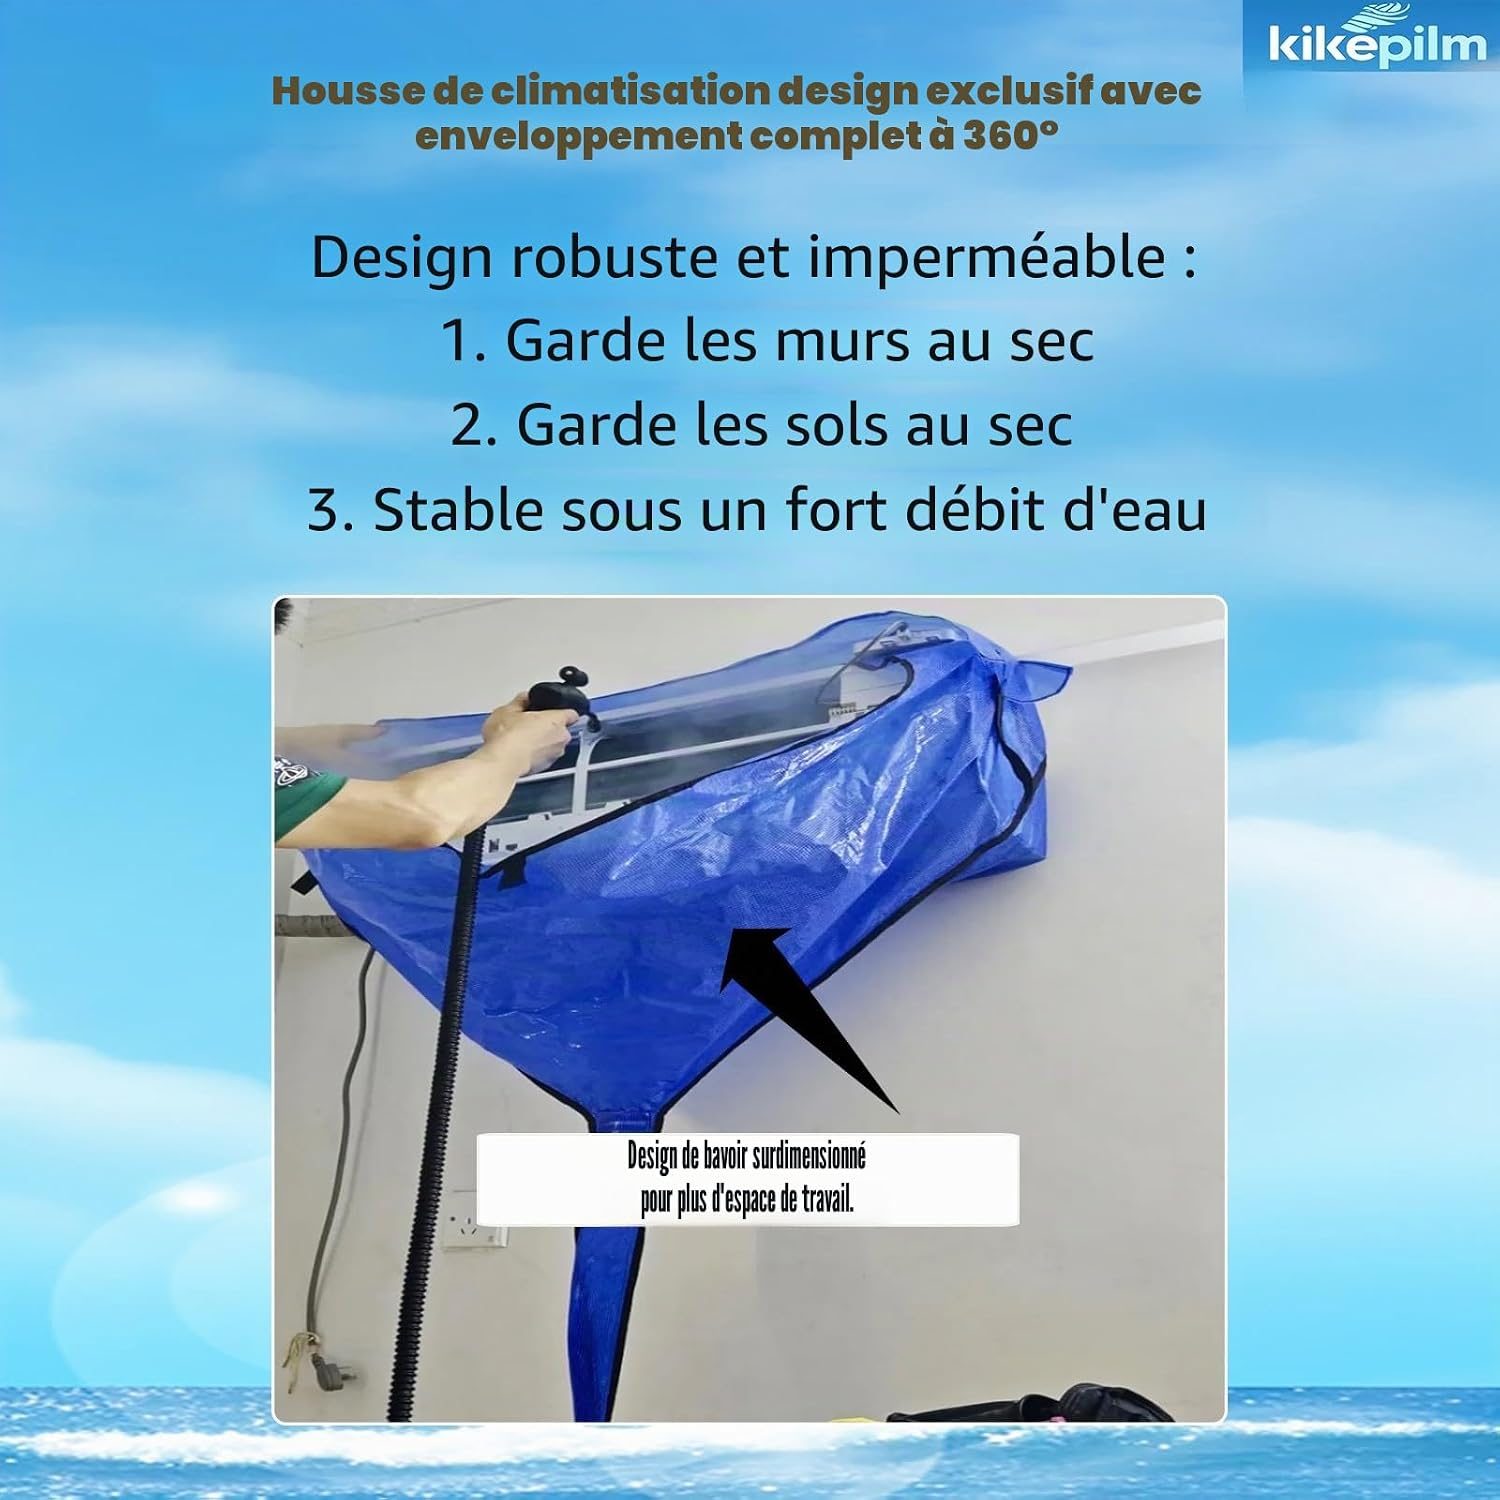 kikepilm
Housse de climatisation design exclusif avec
enveloppement complet à 360°
Design robuste et imperméable :
1. Garde les murs au sec
2. Garde les sols au sec
3. Stable sous un fort débit d'eau
Design de bavoir surdimensionné
pour plus d'espace de travail.